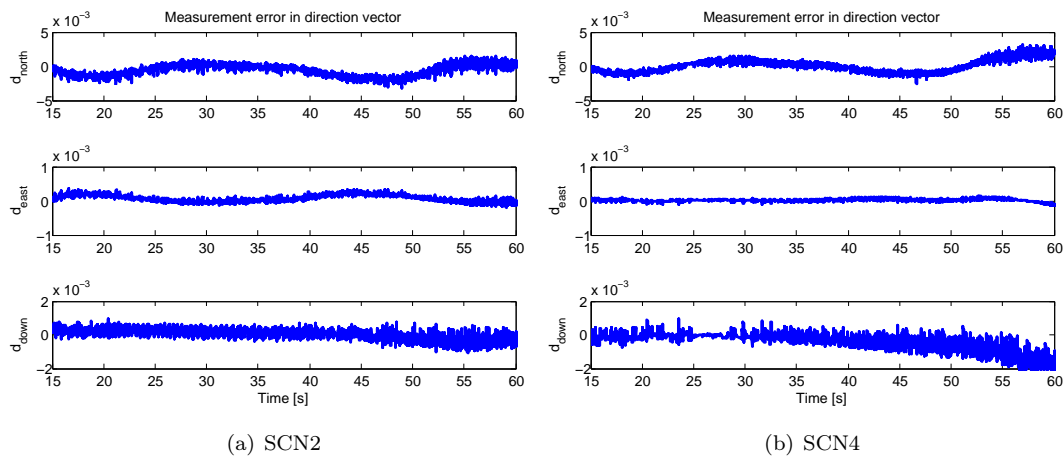 Measurement error in direction vector
x 10⁻³
5
0
−5
d_north
15 20 25 30 35 40 45 50 55 60
x 10⁻³
1
0
−1
d_east
15 20 25 30 35 40 45 50 55 60
x 10⁻³
2
0
−2
d_down
15 20 25 30 35 40 45 50 55 60
Time [s]
(a) SCN2
Measurement error in direction vector
x 10⁻³
5
0
−5
d_north
15 20 25 30 35 40 45 50 55 60
x 10⁻³
1
0
−1
d_east
15 20 25 30 35 40 45 50 55 60
x 10⁻³
2
0
−2
d_down
15 20 25 30 35 40 45 50 55 60
Time [s]
(b) SCN4